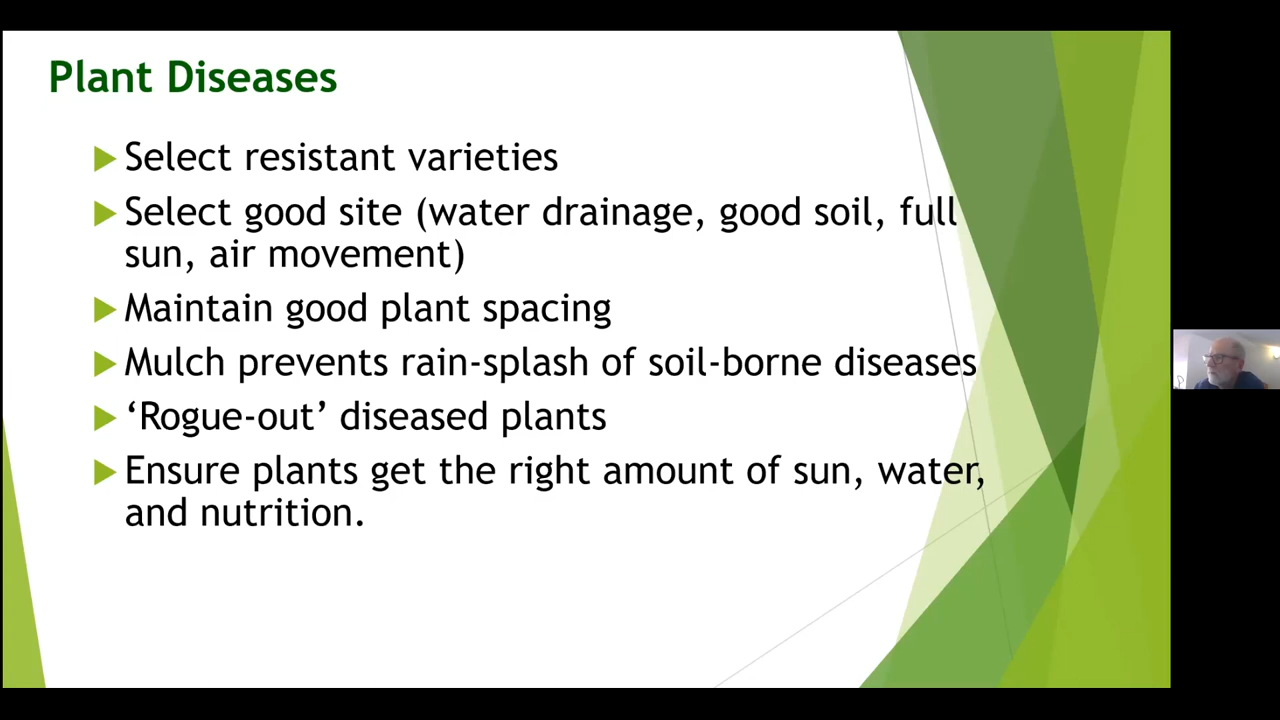 Plant Diseases
Select resistant varieties
Select good site (water drainage, good soil, full
sun, air movement)
Maintain good plant spacing
Mulch prevents rain-splash of soil-borne diseases
‘Rogue-out’ diseased plants
Ensure plants get the right amount of sun, water,
and nutrition.